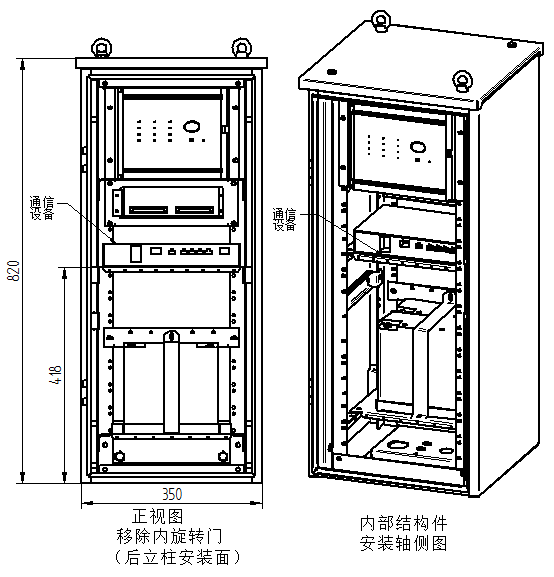 通信
设备
820
418
350
正视图
移除内旋转门
（后立柱安装面）
通信
设备
内部结构件
安装轴侧图